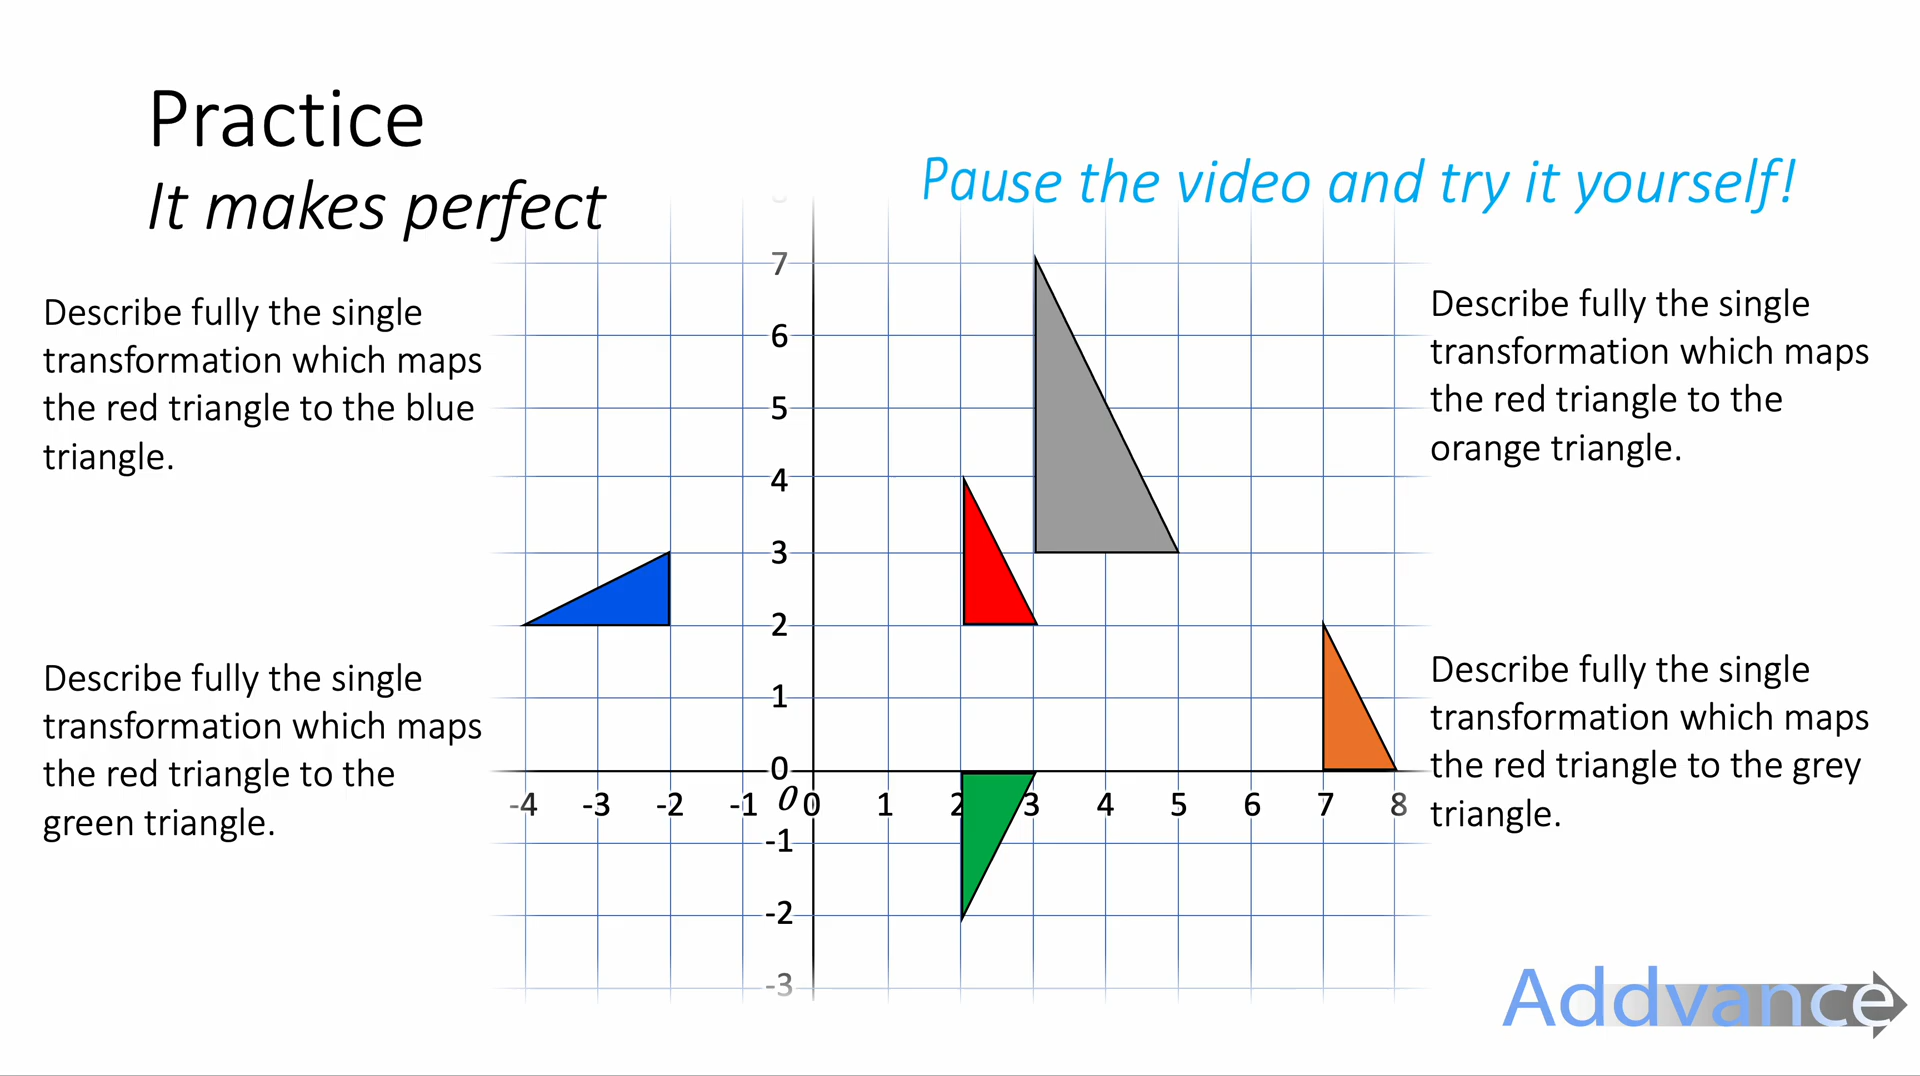 Practice
It makes perfect
Pause the video and try it yourself!
Describe fully the single
transformation which maps
the red triangle to the blue
triangle.
Describe fully the single
transformation which maps
the red triangle to the
green triangle.
8
7
6
5
4
3
2
1
0
-4 -3 -2 -1 O 0 1 2 3 4 5 6 7 8
-1
-2
-3
Describe fully the single
transformation which maps
the red triangle to the
orange triangle.
Describe fully the single
transformation which maps
the red triangle to the grey
triangle.
Addvance